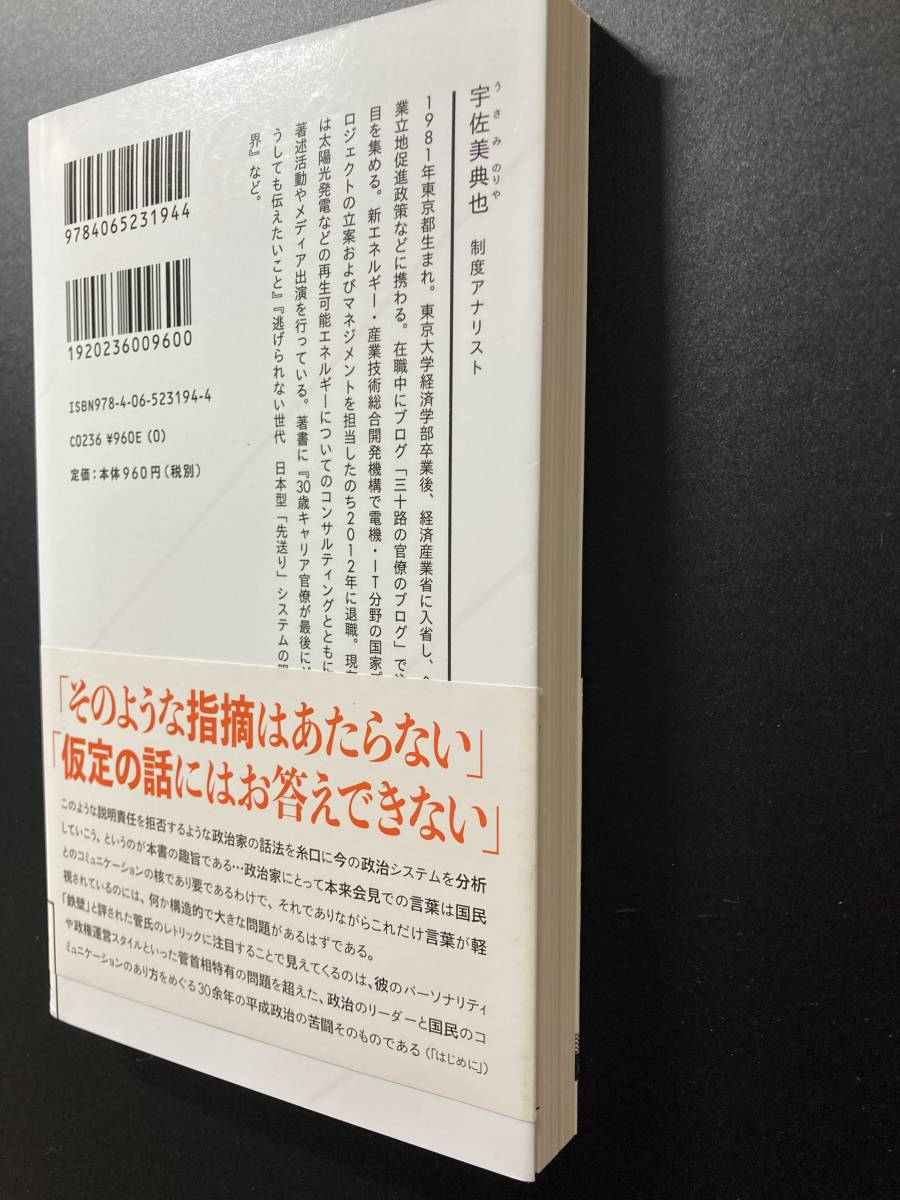 宇佐美典也 制度アナリスト
うさみ のりや
1981年東京都生まれ。東京大学経済学部卒業後、経済産業省に入省し、
業立地促進政策などに携わる。在職中にブログ「三十路の官僚のブログ」で
目を集める。新エネルギー・産業技術総合開発機構で電機・IT分野の国家プ
ロジェクトの立案およびマネジメントを担当したのち2012年に退職。現在
は太陽光発電などの再生可能エネルギーについてのコンサルティングとともに
著述活動やメディア出演を行っている。著書に『30歳キャリア官僚が最後にど
うしても伝えたいこと』『逃げられない世代 日本型「先送り」システムの
界』など。
9784065231944
1920236009600
ISBN978-4-06-523194-4
C0236 ¥960E (0)
定価:本体960円(税別)
「そのような指摘はあたらない」
「仮定の話にはお答えできない」
このような説明責任を拒否するような政治家の話法を糸口に今の政治システムを分析
していこう、というのが本書の趣旨である…政治家にとって本来会見での言葉は国民
とのコミュニケーションの核であり要であるわけで、それでありながらこれだけ言葉が軽
視されているのには、何か構造的で大きな問題があるはずである。
「鉄壁」と評された菅氏のレトリックに注目することで見えてくるのは、彼のパーソナリティ
や政権運営スタイルといった菅首相特有の問題を超えた、政治のリーダーと国民のコ
ミュニケーションのあり方をめぐる30余年の平成政治の苦闘そのものである(「はじめに」)